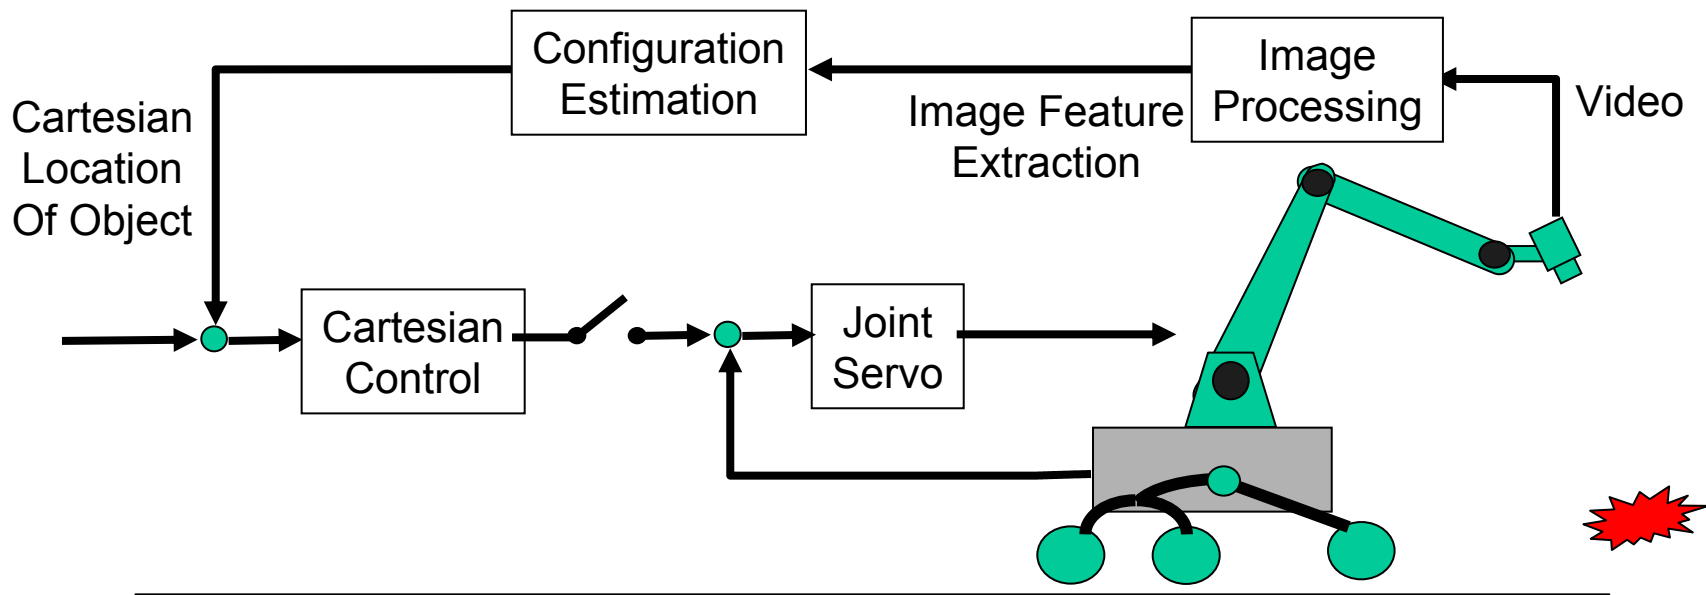 Configuration
Estimation
Image
Processing
Video
Image Feature
Extraction
Cartesian
Location
Of Object
Cartesian
Control
Joint
Servo